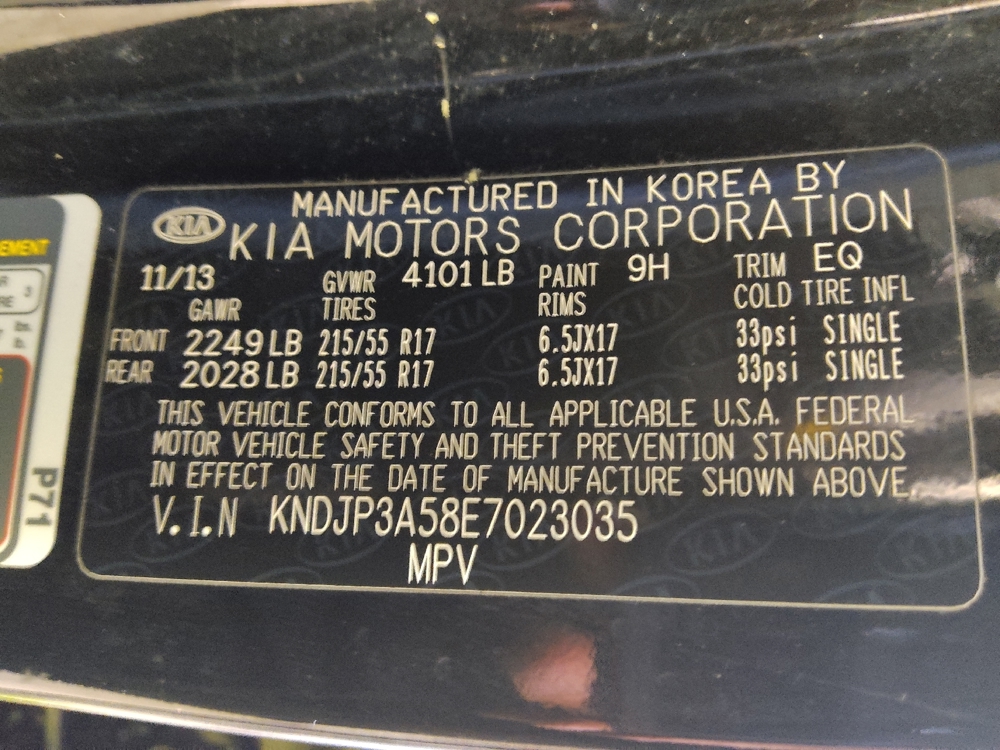 MANUFACTURED IN KOREA BY
KIA KIA MOTORS CORPORATION
11/13 GVWR 4101 LB PAINT 9H TRIM EQ
GAWR TIRES RIMS COLD TIRE INFL
FRONT 2249 LB 215/55 R17 6.5JX17 33psi SINGLE
REAR 2028 LB 215/55 R17 6.5JX17 33psi SINGLE
THIS VEHICLE CONFORMS TO ALL APPLICABLE U.S.A. FEDERAL
MOTOR VEHICLE SAFETY AND THEFT PREVENTION STANDARDS
IN EFFECT ON THE DATE OF MANUFACTURE SHOWN ABOVE.
V.I.N KNDJP3A58E7023035
MPV
P71